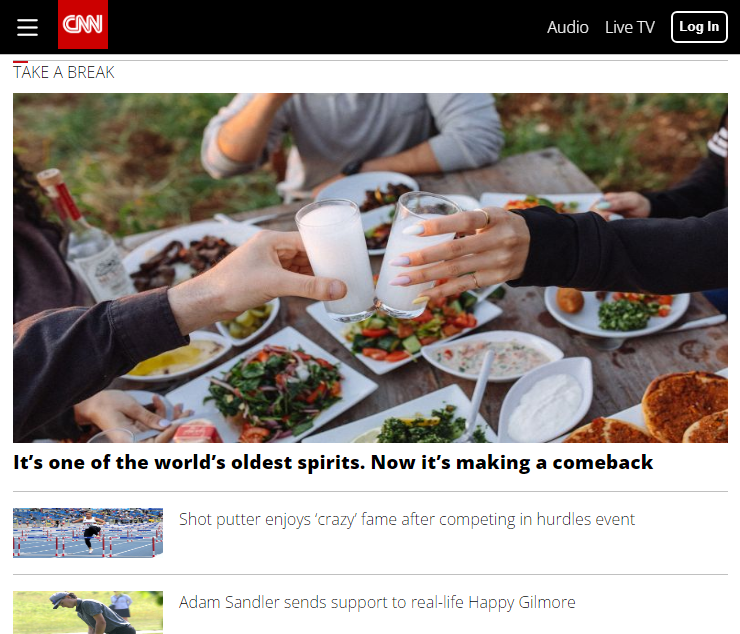 CNN
Audio Live TV Log In
TAKE A BREAK
It’s one of the world’s oldest spirits. Now it’s making a comeback
Shot putter enjoys ‘crazy’ fame after competing in hurdles event
Adam Sandler sends support to real-life Happy Gilmore